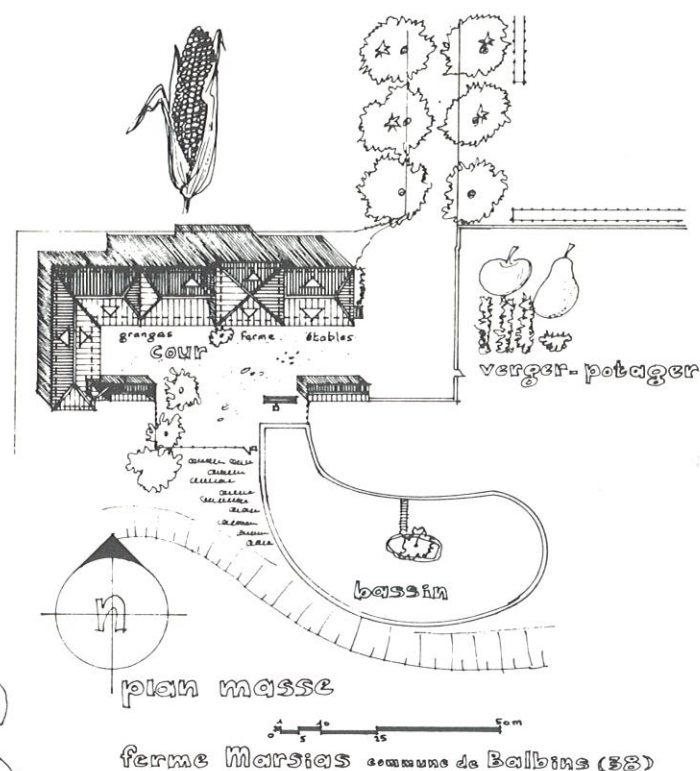 granges ferme étables
cour
verger-potager
bassin
n
plan masse
0 1 5 10 25 50m
ferme Marsias commune de Balbins (38)